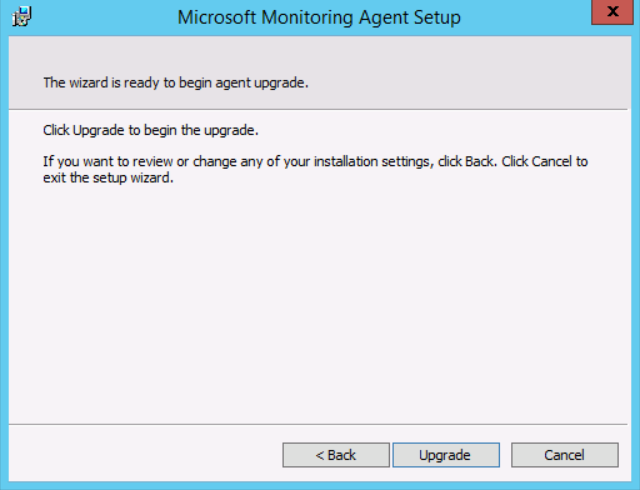 Microsoft Monitoring Agent Setup
x
The wizard is ready to begin agent upgrade.
Click Upgrade to begin the upgrade.
If you want to review or change any of your installation settings, click Back. Click Cancel to
exit the setup wizard.
< Back Upgrade Cancel